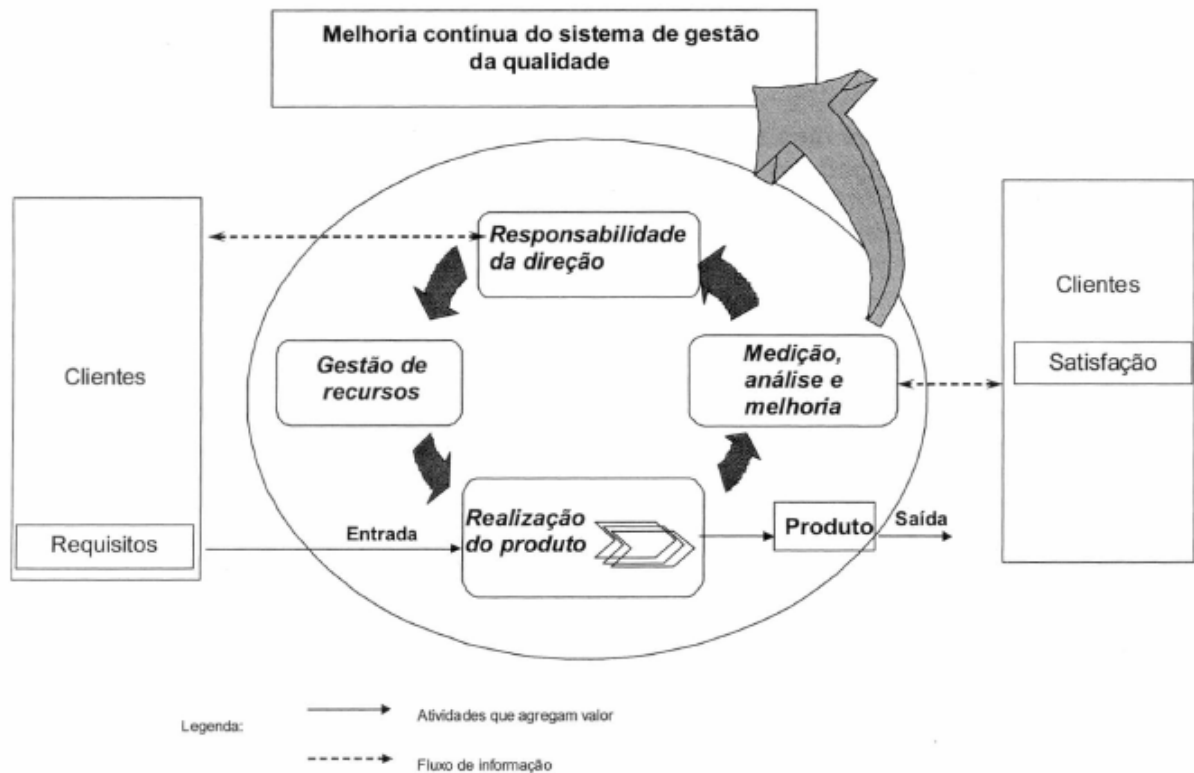 Melhoria contínua do sistema de gestão
da qualidade
Responsabilidade
da direção
Clientes
Gestão de
recursos
Medição,
análise e
melhoria
Clientes
Satisfação
Requisitos
Entrada
Realização
do produto
Produto
Saída
Legenda:
Atividades que agregam valor
Fluxo de informação